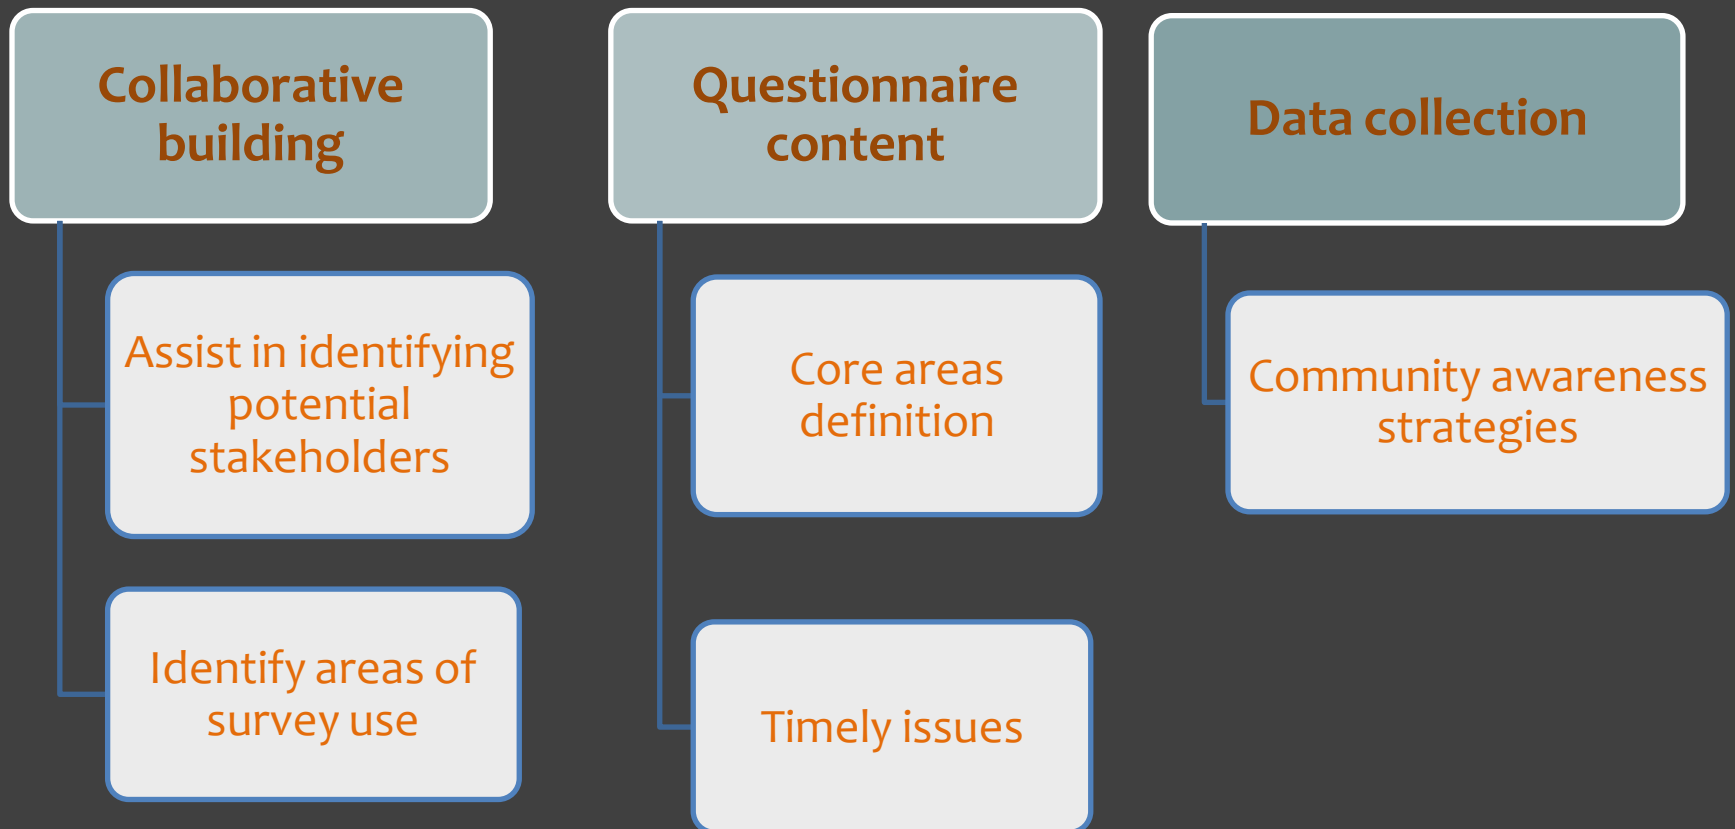 Collaborative
building
Assist in identifying
potential
stakeholders
Identify areas of
survey use
Questionnaire
content
Core areas
definition
Timely issues
Data collection
Community awareness
strategies